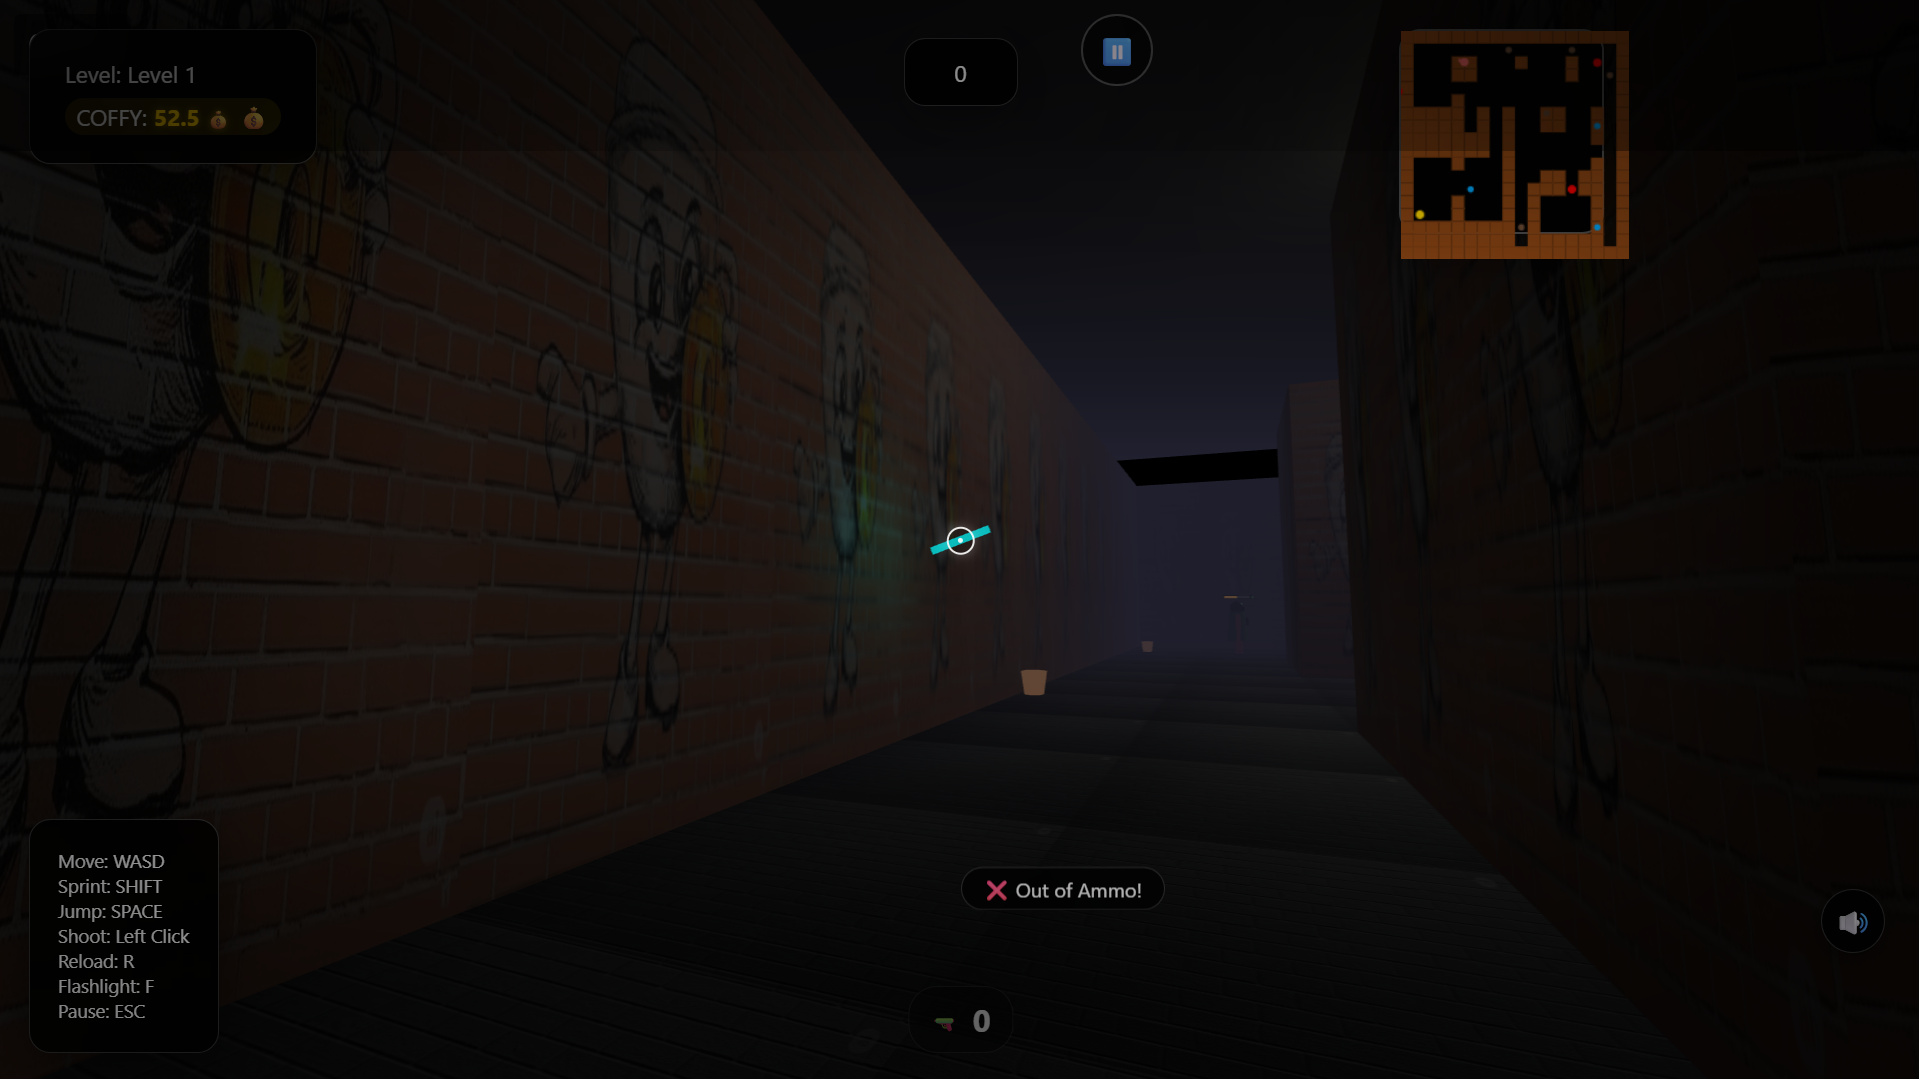 Level: Level 1
COFFY: 52.5
0
Move: WASD
Sprint: SHIFT
Jump: SPACE
Shoot: Left Click
Reload: R
Flashlight: F
Pause: ESC
Out of Ammo!
0